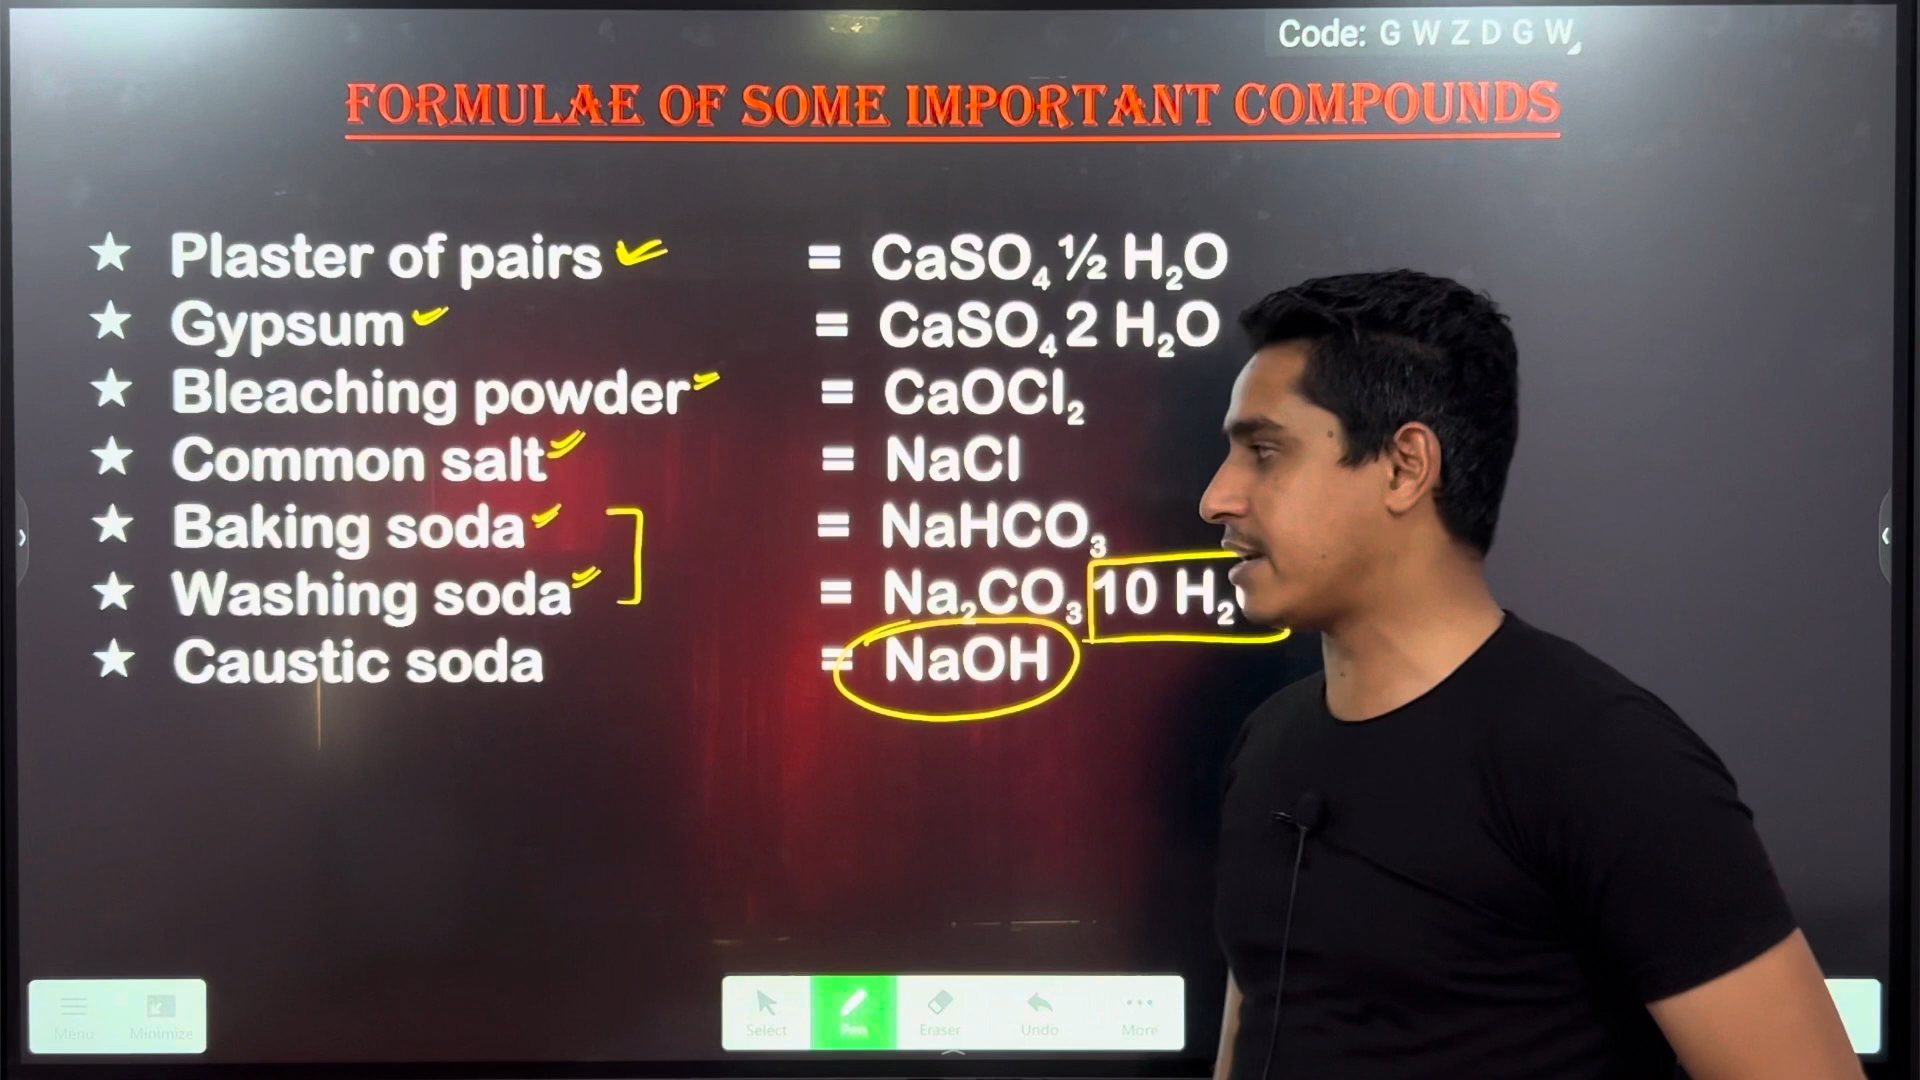 Code: G W Z D G W
FORMULAE OF SOME IMPORTANT COMPOUNDS
★ Plaster of pairs = CaSO₄ ½ H₂O
★ Gypsum = CaSO₄ 2 H₂O
★ Bleaching powder = CaOCl₂
★ Common salt = NaCl
★ Baking soda = NaHCO₃
★ Washing soda = Na₂CO₃ 10 H₂
★ Caustic soda = NaOH
Menu Minimize Select Pen Eraser Undo More